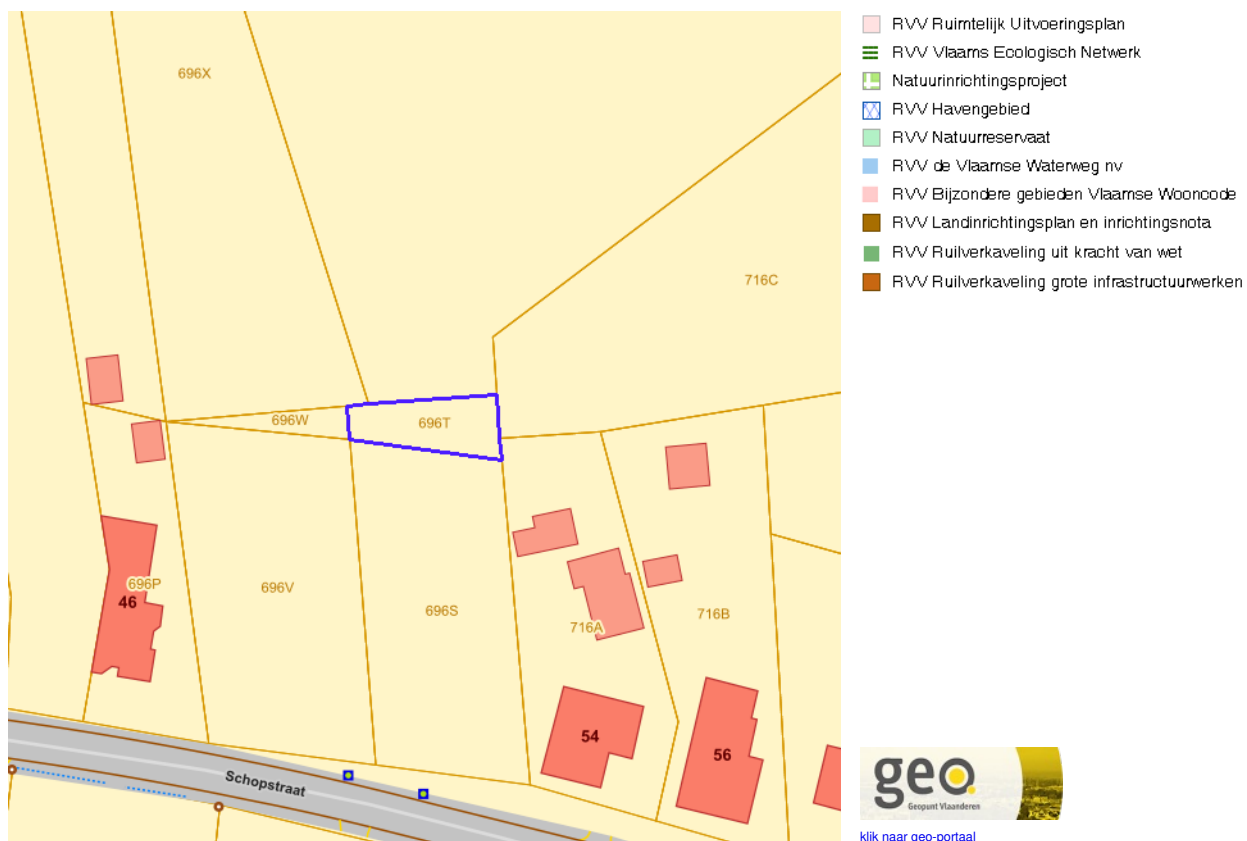 696X
716C
696W
696T
696P
46
696V
696S
716A
716B
54
56
Schopstraat
RVV Ruimtelijk Uitvoeringsplan
RVV Vlaams Ecologisch Netwerk
Natuurinrichtingsproject
RVV Havengebied
RVV Natuurreservaat
RVV de Vlaamse Waterweg nv
RVV Bijzondere gebieden Vlaamse Wooncode
RVV Landinrichtingsplan en inrichtingsnota
RVV Ruilverkaveling uit kracht van wet
RVV Ruilverkaveling grote infrastructuurwerken
geo
Geopunt Vlaanderen
klik naar geo-portaal